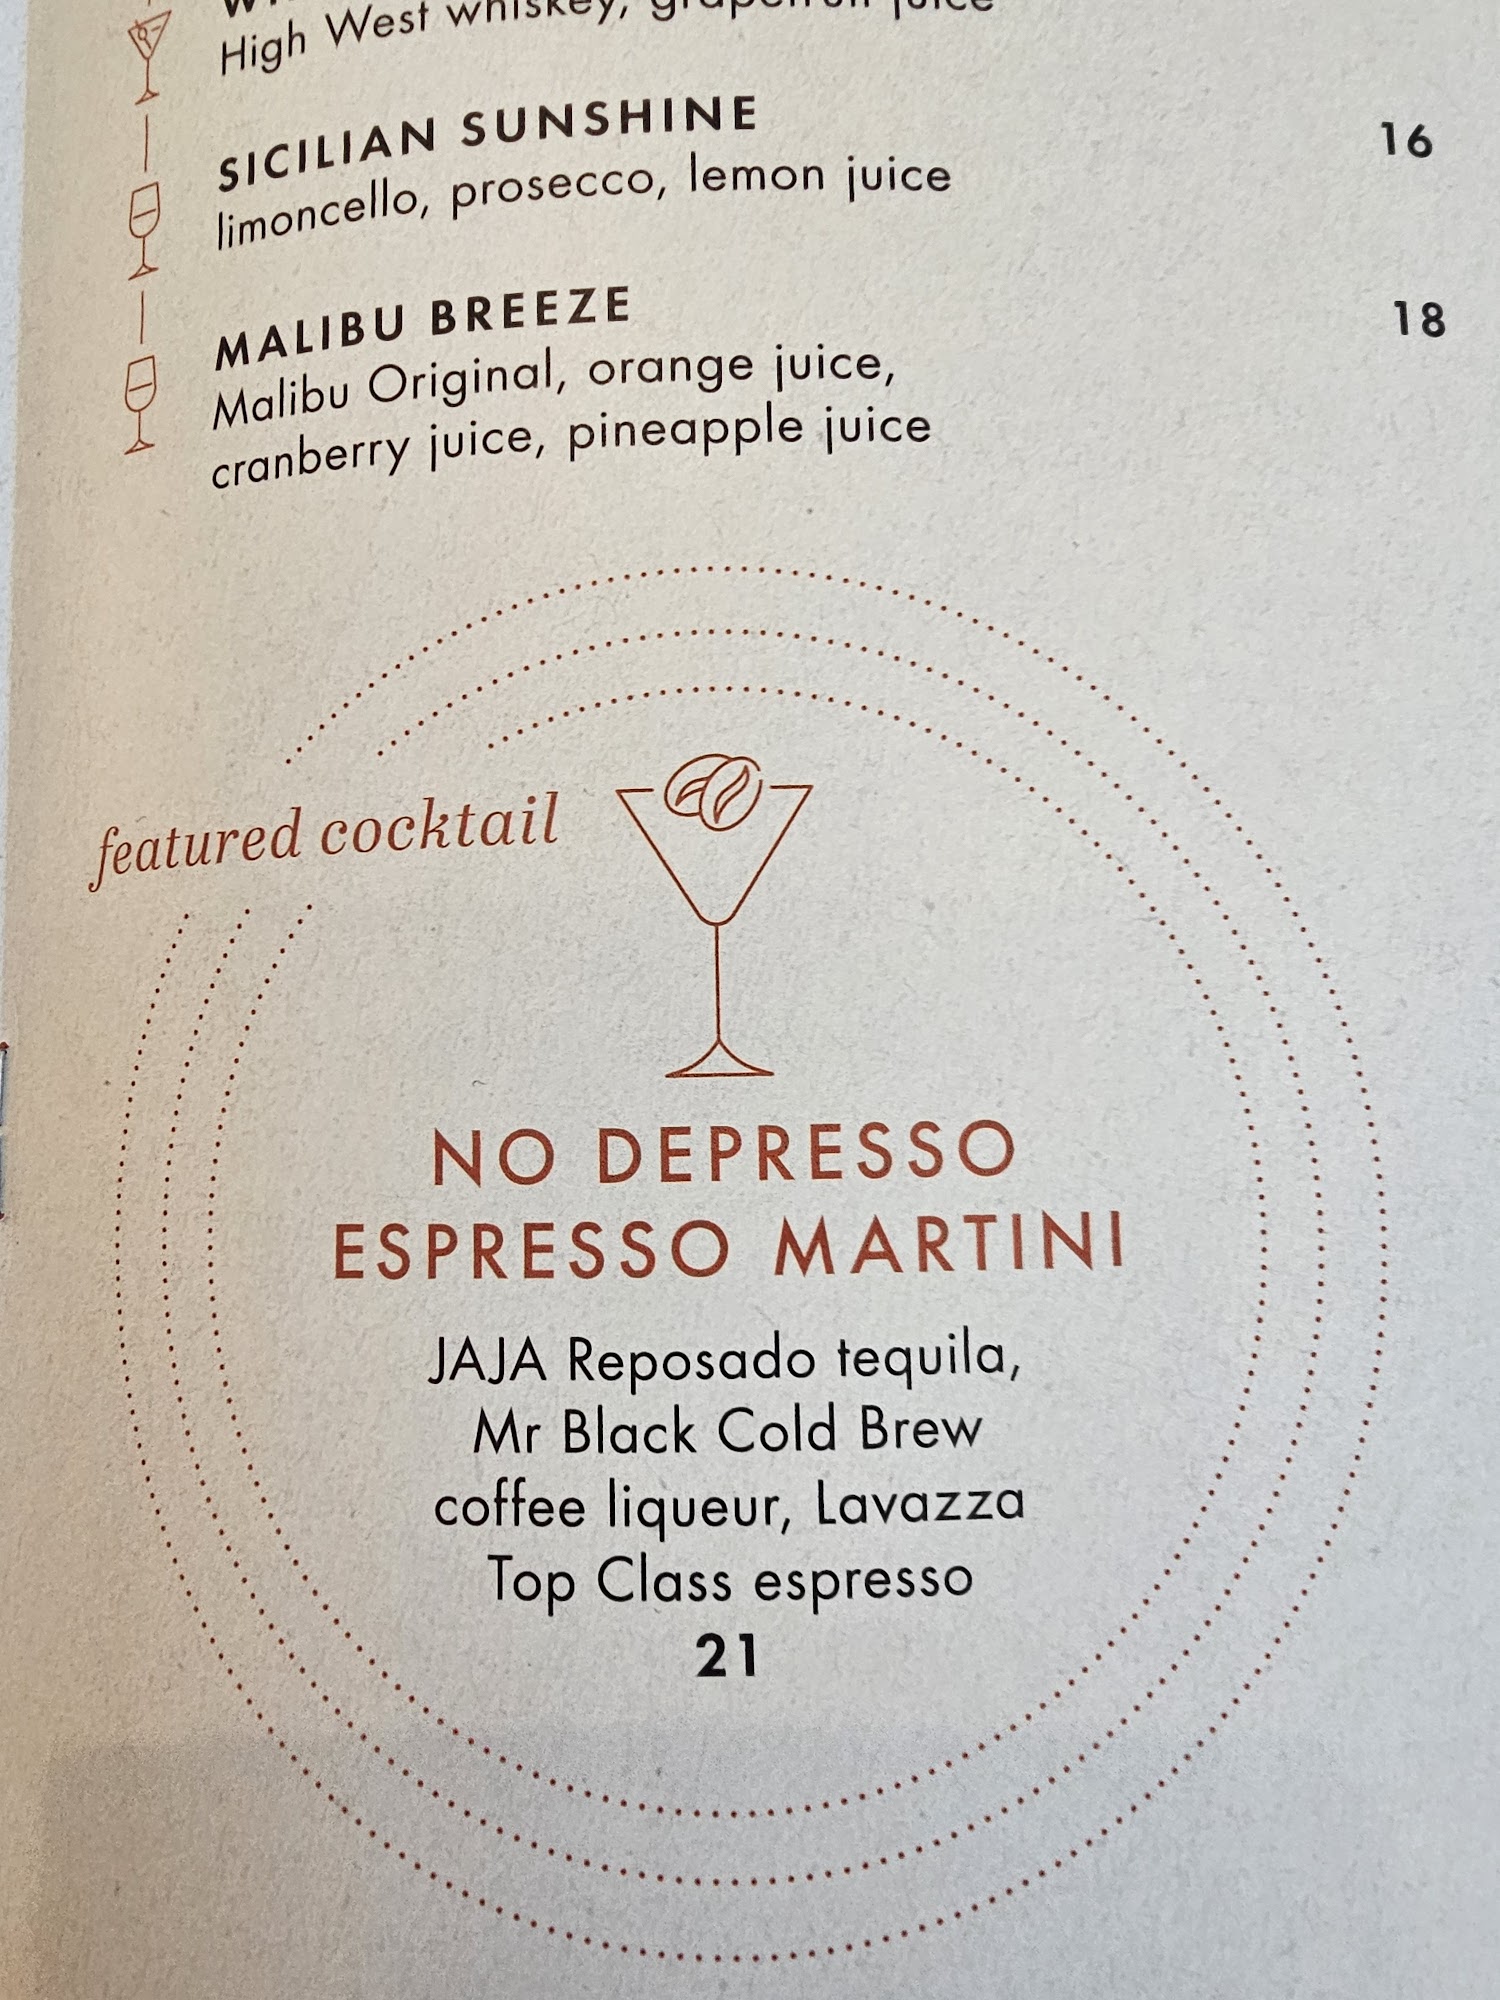 High West whiskey, grapefruit juice
SICILIAN SUNSHINE
16
limoncello, prosecco, lemon juice
MALIBU BREEZE
18
Malibu Original, orange juice,
cranberry juice, pineapple juice
featured cocktail
NO DEPRESSO
ESPRESSO MARTINI
JAJA Reposado tequila,
Mr Black Cold Brew
coffee liqueur, Lavazza
Top Class espresso
21